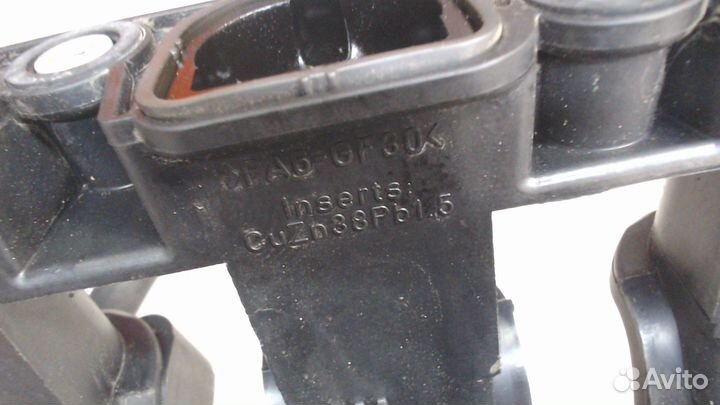 >PA6-GF30<
Inserts:
CuZn38Pb1.5
Avito